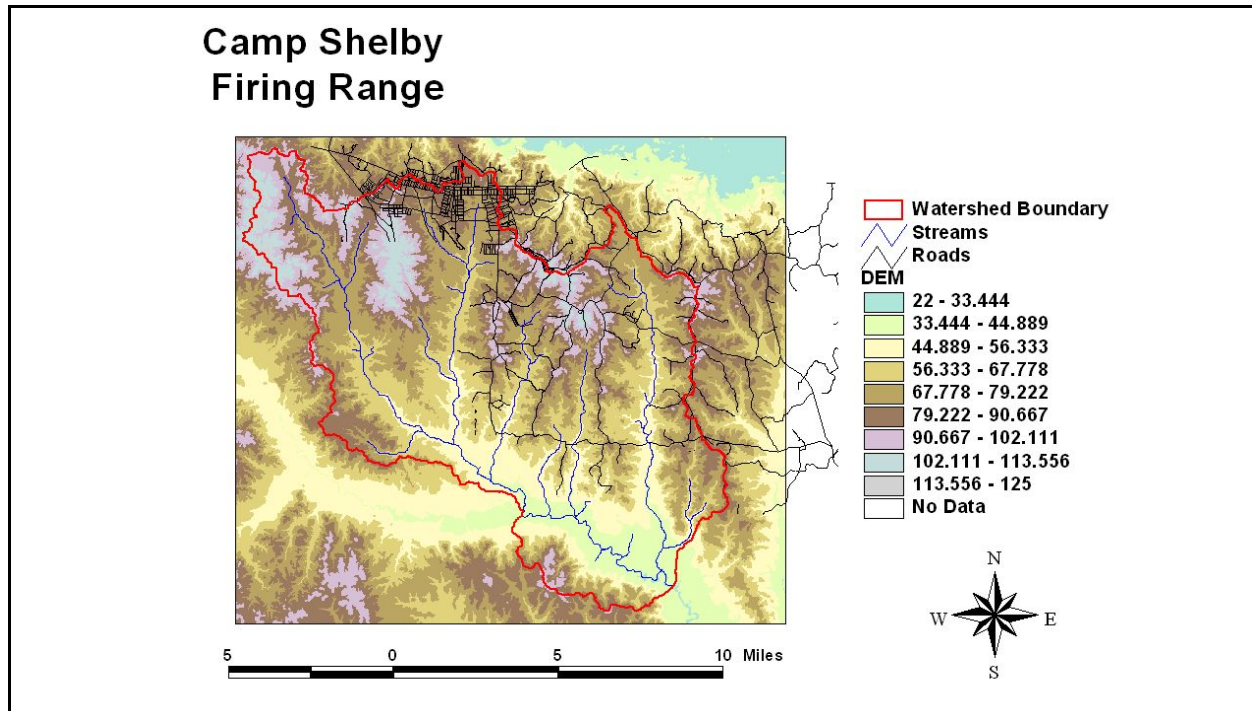 Camp Shelby
Firing Range
Watershed Boundary
Streams
Roads
DEM
22 - 33.444
33.444 - 44.889
44.889 - 56.333
56.333 - 67.778
67.778 - 79.222
79.222 - 90.667
90.667 - 102.111
102.111 - 113.556
113.556 - 125
No Data
N
W E
S
5 0 5 10 Miles